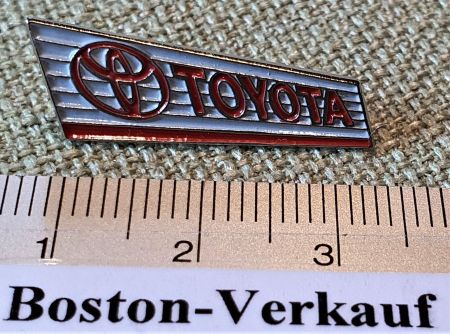 TOYOTA
1 2 3
Boston-Verkauf